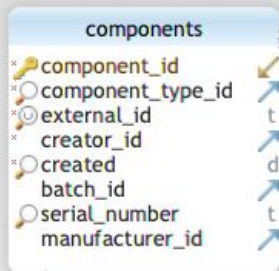 components
* component_id
* component_type_id
* external_id t
* creator_id
* created d
batch_id
serial_number t
manufacturer_id